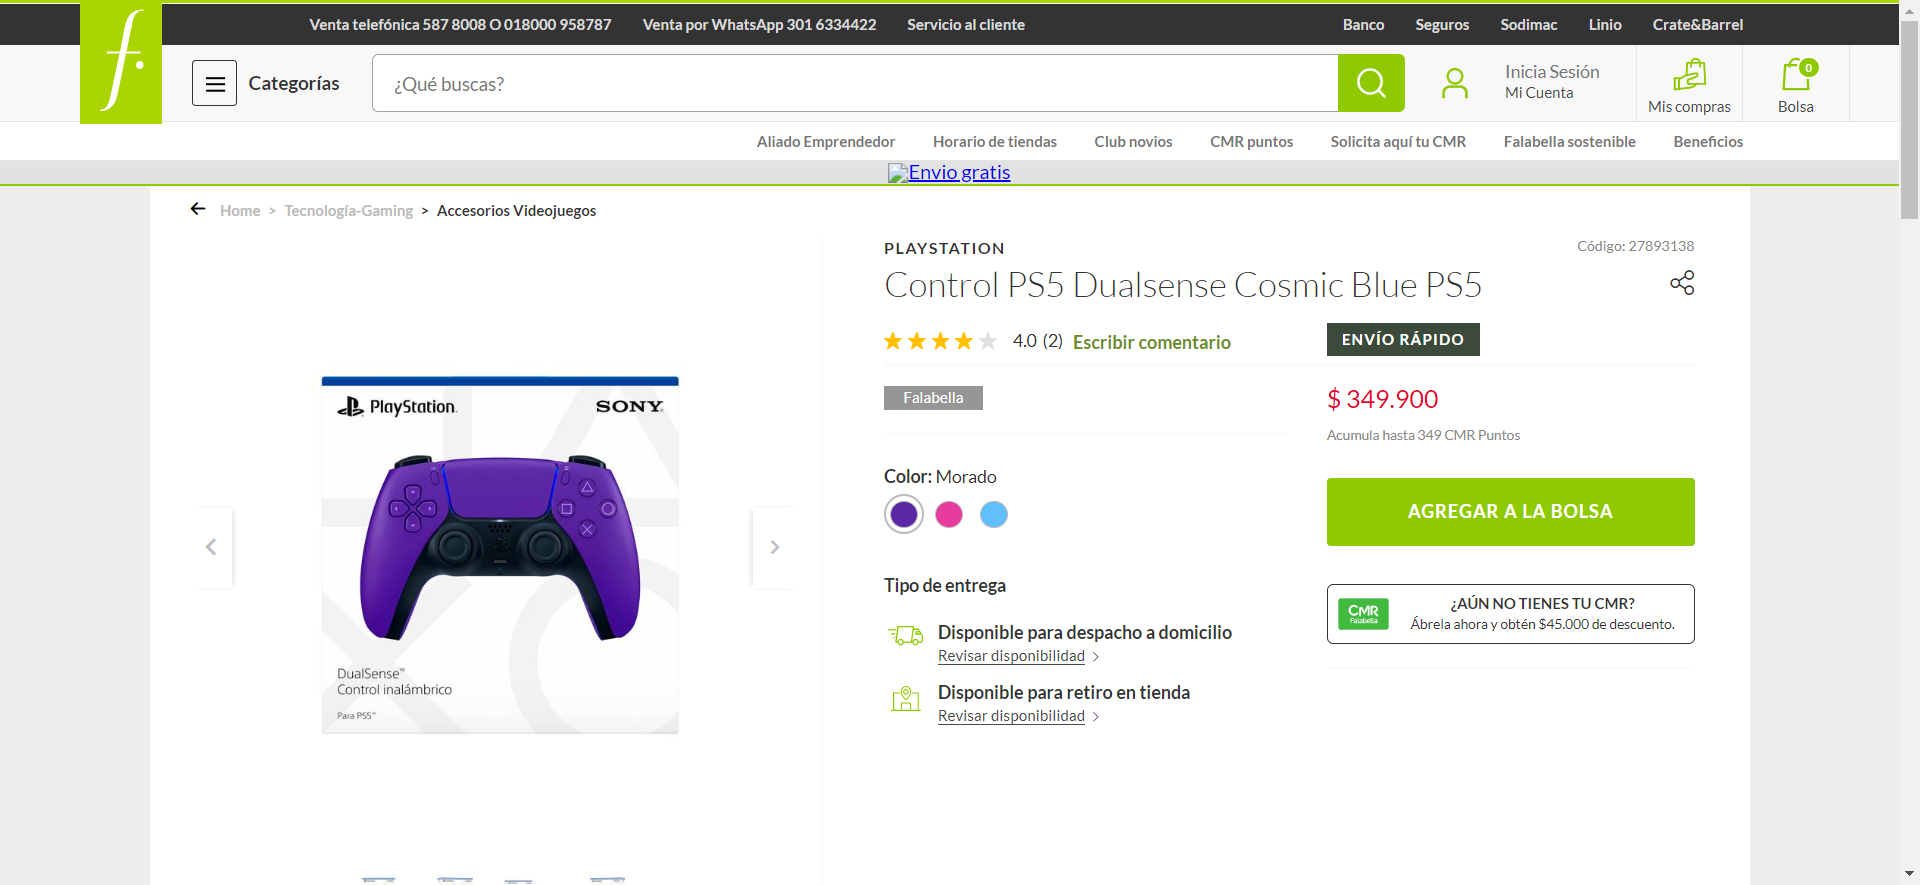 Venta telefónica 587 8008 O 018000 958787 Venta por WhatsApp 301 6334422 Servicio al cliente Banco Seguros Sodimac Linio Crate&Barrel
f.
Categorías ¿Qué buscas? Inicia Sesión
Mi Cuenta
Mis compras
0
Bolsa
Aliado Emprendedor Horario de tiendas Club novios CMR puntos Solicita aquí tu CMR Falabella sostenible Beneficios
Envio gratis
Home > Tecnología-Gaming > Accesorios Videojuegos
PLAYSTATION
Código: 27893138
Control PS5 Dualsense Cosmic Blue PS5
4.0 (2) Escribir comentario
ENVÍO RÁPIDO
Falabella
$ 349.900
Acumula hasta 349 CMR Puntos
PlayStation.
SONY.
DualSense™
Control inalámbrico
Para PS5™
Color: Morado
AGREGAR A LA BOLSA
Tipo de entrega
Disponible para despacho a domicilio
Revisar disponibilidad >
Disponible para retiro en tienda
Revisar disponibilidad >
CMR
Falabella
¿AÚN NO TIENES TU CMR?
Ábrela ahora y obtén $45.000 de descuento.